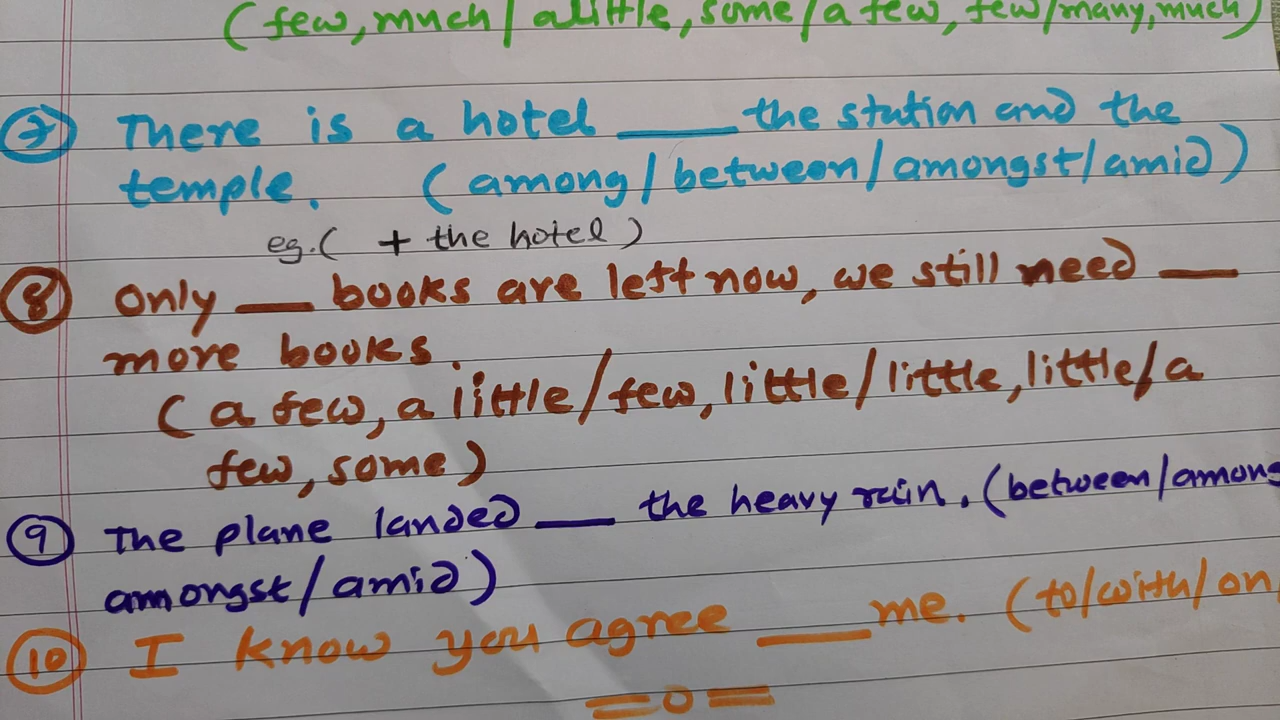 (few, much/ a little, some/a few, few/many, much)
7 There is a hotel ____ the station and the
temple. (among/between/amongst/amid)
eg. ( + the hotel)
8 Only ___ books are left now, we still need ___
more books.
(a few, a little/few, little/little, little/a
few, some)
9 The plane landed ___ the heavy rain. (between/among
amongst/amid)
10 I know you agree ____ me. (to/with/on
=0=